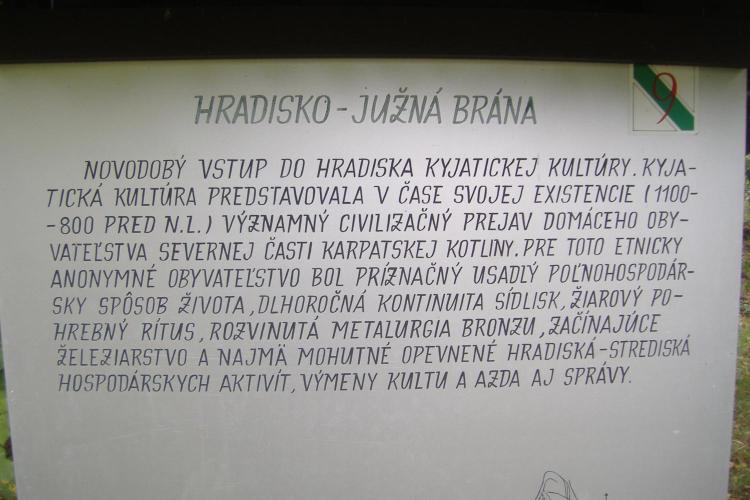 9
HRADISKO - JUŽNÁ BRÁNA
NOVODOBÝ VSTUP DO HRADISKA KYJATICKEJ KULTÚRY. KYJA-
TICKÁ KULTÚRA PREDSTAVOVALA V ČASE SVOJEJ EXISTENCIE (1100-
-800 PRED N.L.) VÝZNAMNÝ CIVILIZAČNÝ PREJAV DOMÁCEHO OBY-
VATEĽSTVA SEVERNEJ ČASTI KARPATSKEJ KOTLINY. PRE TOTO ETNICKY
ANONYMNÉ OBYVATEĽSTVO BOL PRÍZNAČNÝ USADLÝ POĽNOHOSPODÁR-
SKY SPÔSOB ŽIVOTA, DLHOROČNÁ KONTINUITA SÍDLISK, ŽIAROVÝ PO-
HREBNÝ RÍTUS, ROZVINUTÁ METALURGIA BRONZU, ZAČÍNAJÚCE
ŽELEZIARSTVO A NAJMÄ MOHUTNÉ OPEVNENÉ HRADISKÁ-STREDISKÁ
HOSPODÁRSKYCH AKTIVÍT, VÝMENY KULTU A AZDA AJ SPRÁVY.